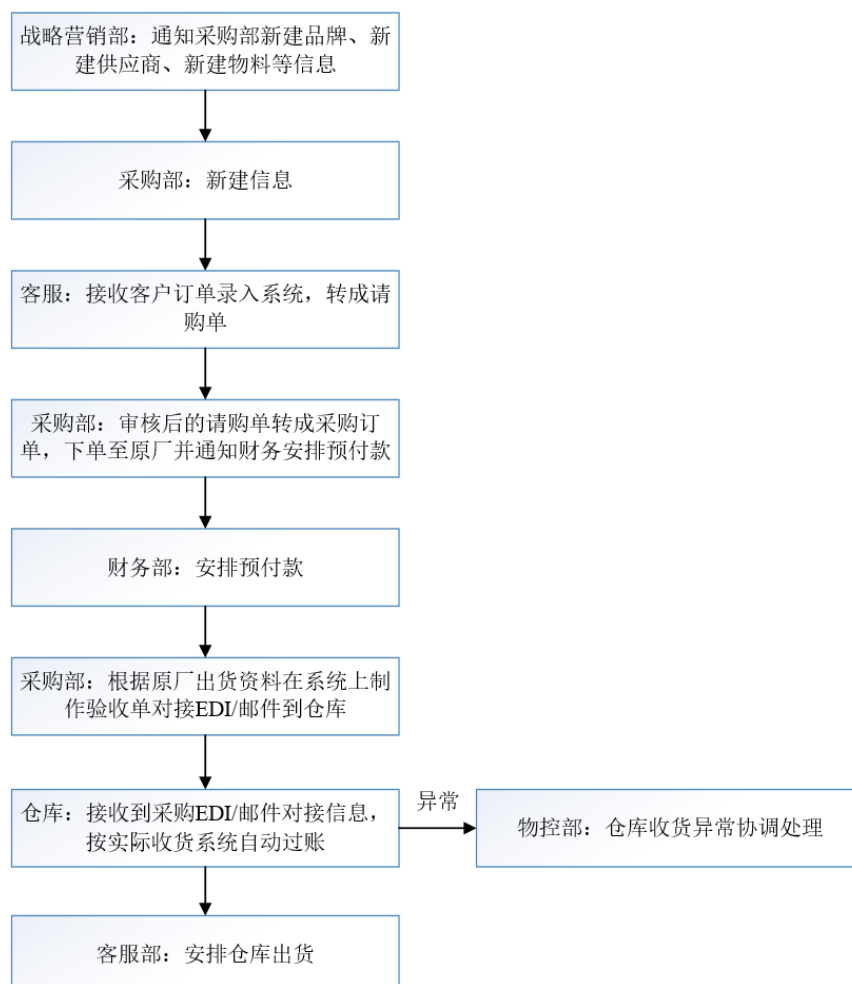 战略营销部：通知采购部新建品牌、新
建供应商、新建物料等信息
采购部：新建信息
客服：接收客户订单录入系统，转成请
购单
采购部：审核后的请购单转成采购订
单，下单至原厂并通知财务安排预付款
财务部：安排预付款
采购部：根据原厂出货资料在系统上制
作验收单对接EDI/邮件到仓库
仓库：接收到采购EDI/邮件对接信息，
按实际收货系统自动过账
异常
物控部：仓库收货异常协调处理
客服部：安排仓库出货